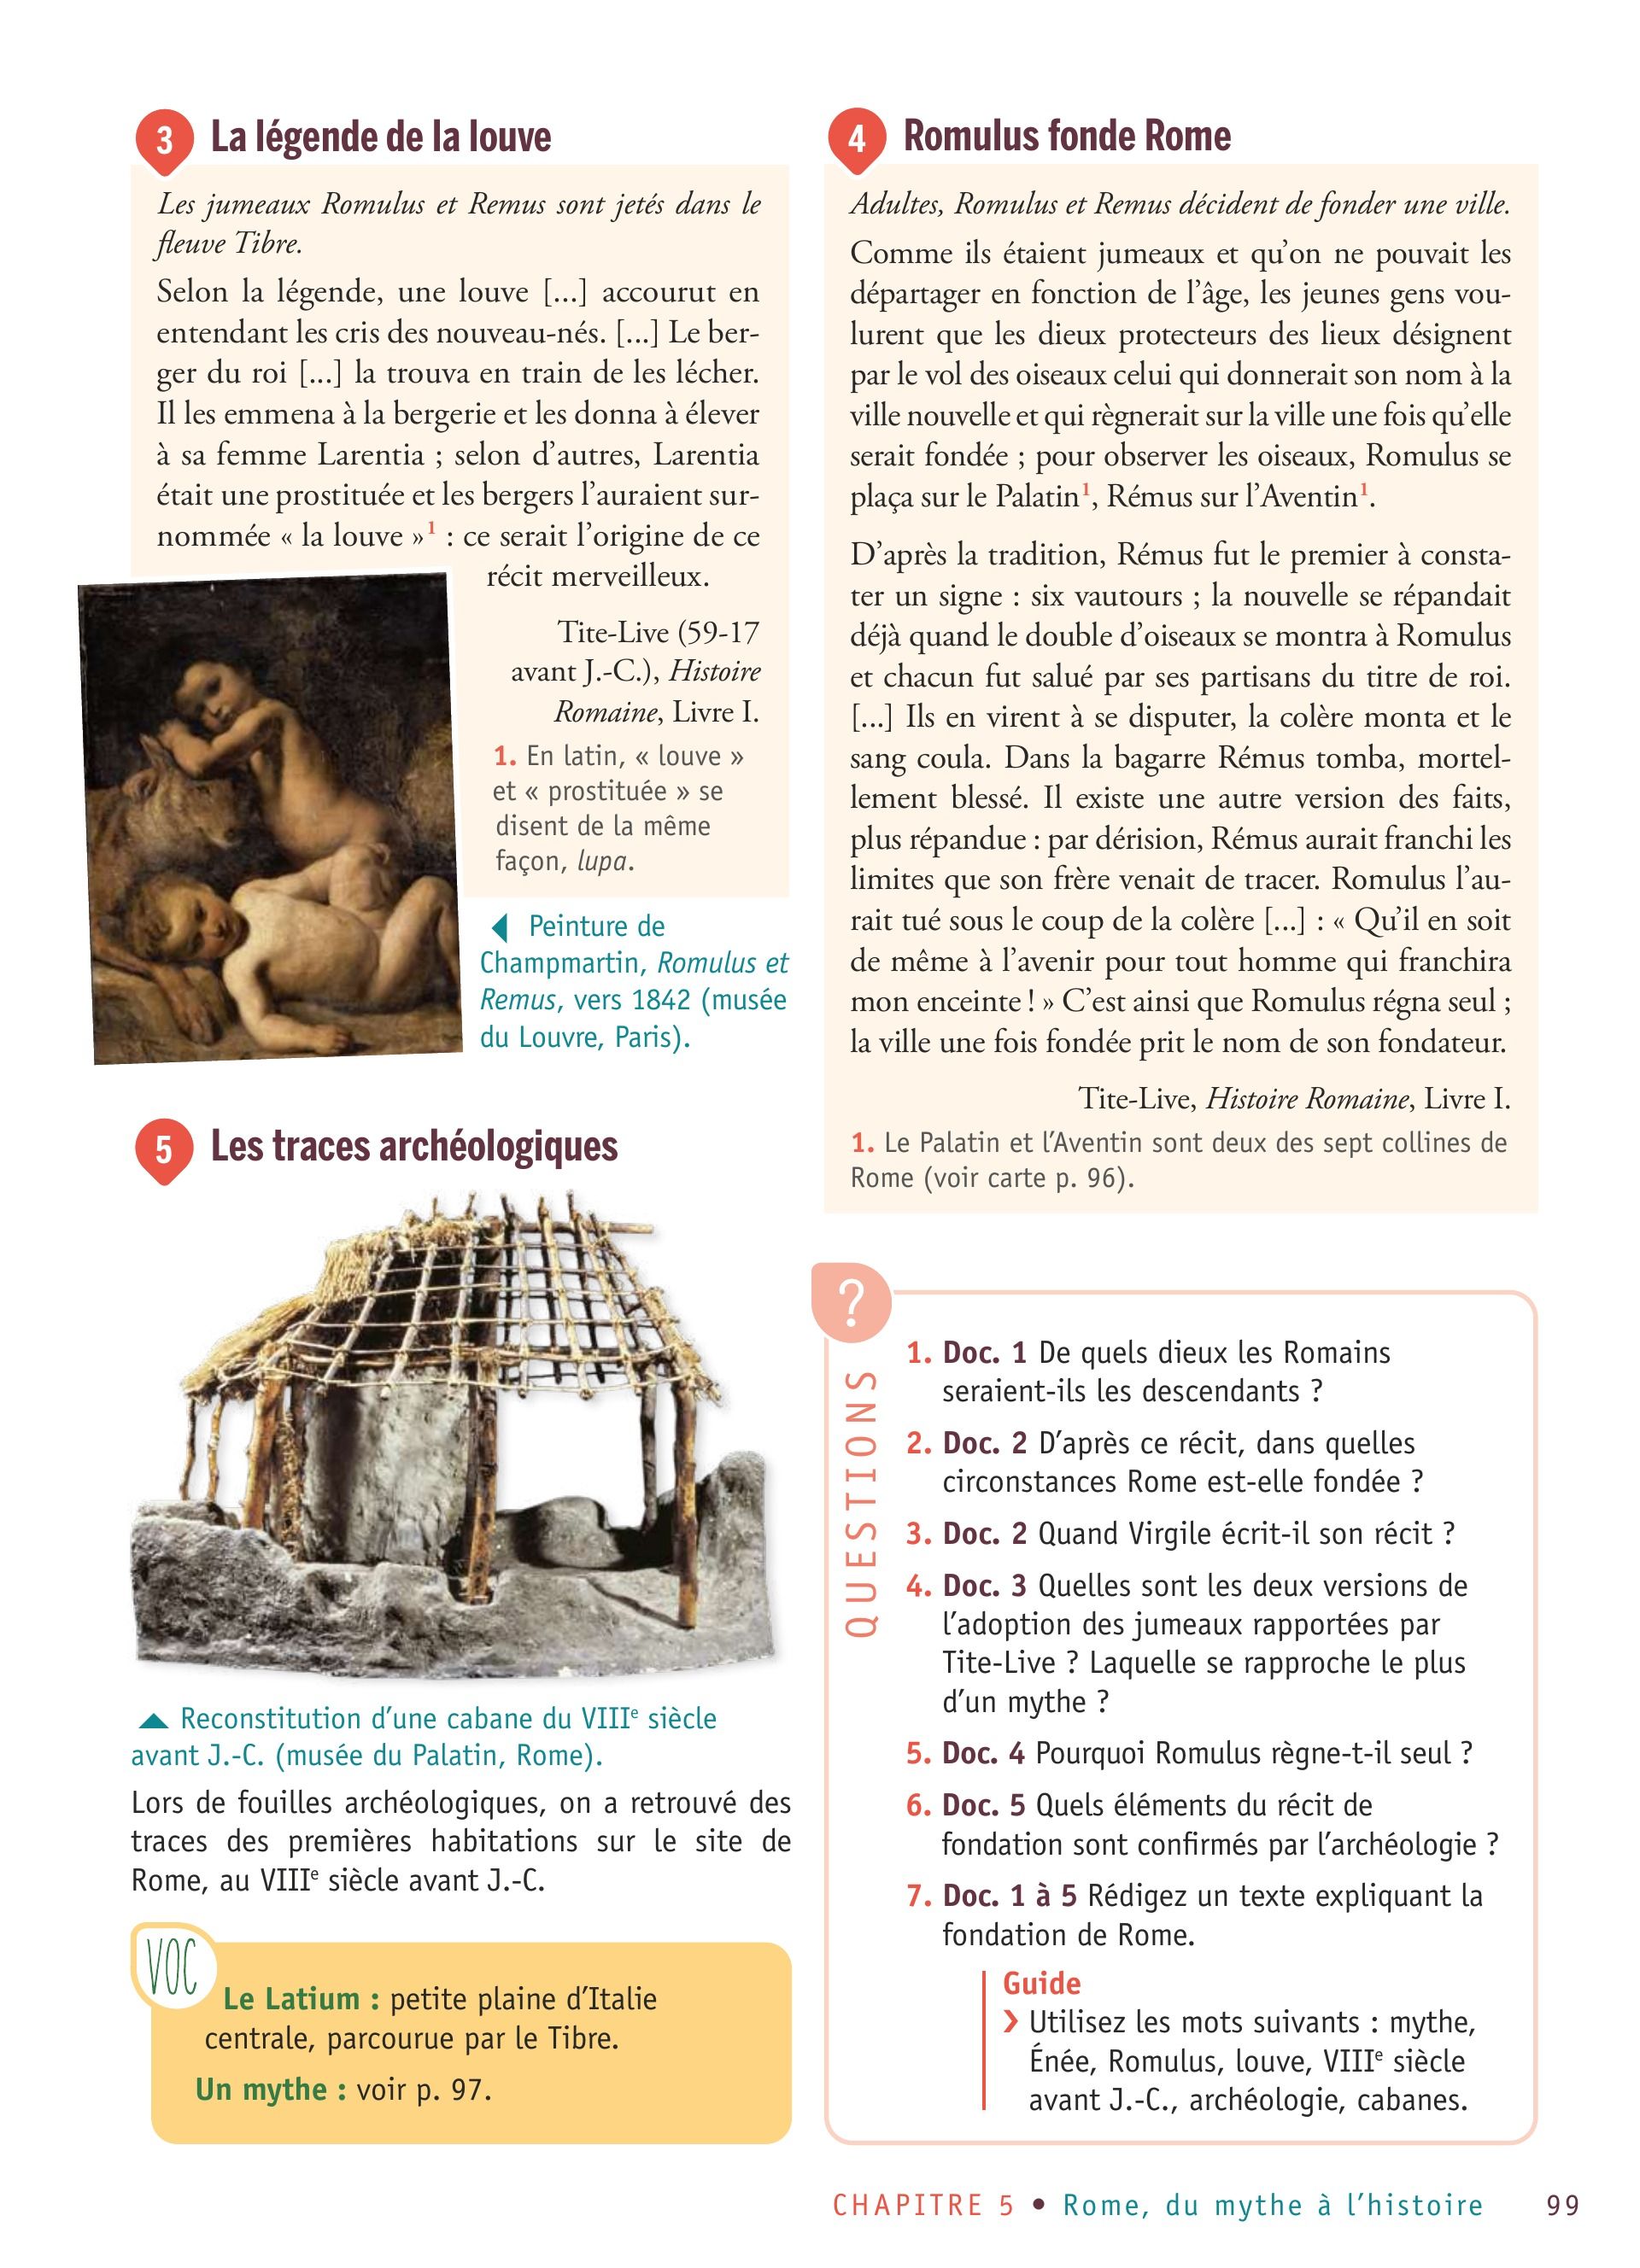 3 La légende de la louve
Les jumeaux Romulus et Remus sont jetés dans le
fleuve Tibre.
Selon la légende, une louve [...] accourut en
entendant les cris des nouveau-nés. [...] Le ber-
ger du roi [...] la trouva en train de les lécher.
Il les emmena à la bergerie et les donna à élever
à sa femme Larentia ; selon d'autres, Larentia
était une prostituée et les bergers l'auraient sur-
nommée « la louve »¹ : ce serait l'origine de ce
récit merveilleux.
Tite-Live (59-17
avant J.-C.), Histoire
Romaine, Livre I.
1. En latin, « louve »
et « prostituée » se
disent de la même
façon, lupa.
◀ Peinture de
Champmartin, Romulus et
Remus, vers 1842 (musée
du Louvre, Paris).
4 Romulus fonde Rome
Adultes, Romulus et Remus décident de fonder une ville.
Comme ils étaient jumeaux et qu'on ne pouvait les
départager en fonction de l'âge, les jeunes gens vou-
lurent que les dieux protecteurs des lieux désignent
par le vol des oiseaux celui qui donnerait son nom à la
ville nouvelle et qui règnerait sur la ville une fois qu'elle
serait fondée ; pour observer les oiseaux, Romulus se
plaça sur le Palatin¹, Rémus sur l'Aventin¹.
D'après la tradition, Rémus fut le premier à consta-
ter un signe : six vautours ; la nouvelle se répandait
déjà quand le double d'oiseaux se montra à Romulus
et chacun fut salué par ses partisans du titre de roi.
[...] Ils en virent à se disputer, la colère monta et le
sang coula. Dans la bagarre Rémus tomba, mortel-
lement blessé. Il existe une autre version des faits,
plus répandue : par dérision, Rémus aurait franchi les
limites que son frère venait de tracer. Romulus l'au-
rait tué sous le coup de la colère [...] : « Qu'il en soit
de même à l'avenir pour tout homme qui franchira
mon enceinte ! » C'est ainsi que Romulus régna seul ;
la ville une fois fondée prit le nom de son fondateur.
Tite-Live, Histoire Romaine, Livre I.
1. Le Palatin et l'Aventin sont deux des sept collines de
Rome (voir carte p. 96).
5 Les traces archéologiques
▲ Reconstitution d'une cabane du VIIIe siècle
avant J.-C. (musée du Palatin, Rome).
Lors de fouilles archéologiques, on a retrouvé des
traces des premières habitations sur le site de
Rome, au VIIIe siècle avant J.-C.
VOC
Le Latium : petite plaine d'Italie
centrale, parcourue par le Tibre.
Un mythe : voir p. 97.
?
QUESTIONS
1. Doc. 1 De quels dieux les Romains
seraient-ils les descendants ?
2. Doc. 2 D'après ce récit, dans quelles
circonstances Rome est-elle fondée ?
3. Doc. 2 Quand Virgile écrit-il son récit ?
4. Doc. 3 Quelles sont les deux versions de
l'adoption des jumeaux rapportées par
Tite-Live ? Laquelle se rapproche le plus
d'un mythe ?
5. Doc. 4 Pourquoi Romulus règne-t-il seul ?
6. Doc. 5 Quels éléments du récit de
fondation sont confirmés par l'archéologie ?
7. Doc. 1 à 5 Rédigez un texte expliquant la
fondation de Rome.
Guide
› Utilisez les mots suivants : mythe,
Énée, Romulus, louve, VIIIe siècle
avant J.-C., archéologie, cabanes.
CHAPITRE 5 • Rome, du mythe à l'histoire 99